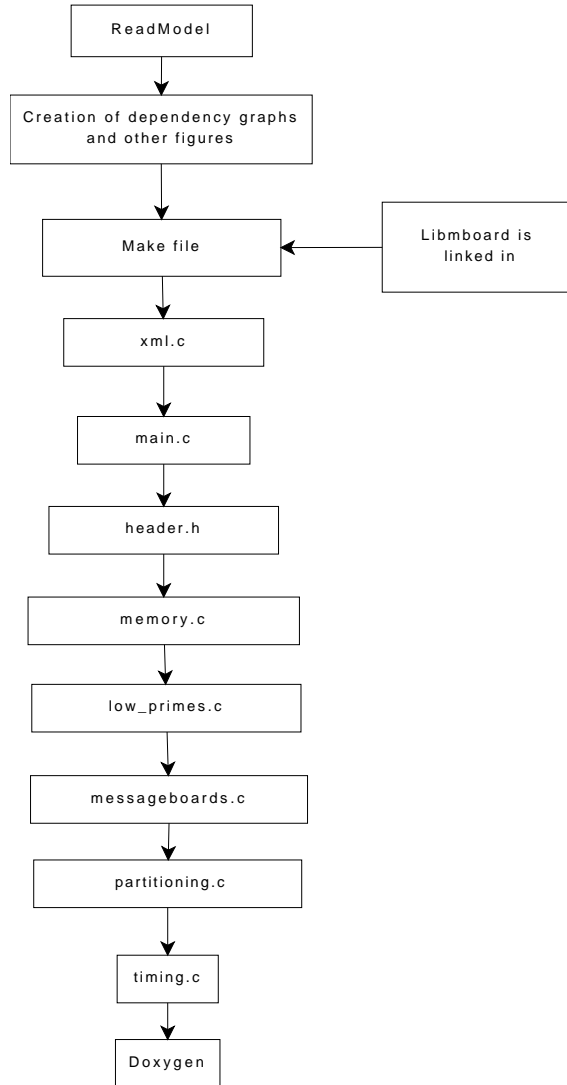 ReadModel
Creation of dependency graphs
and other figures
Make file
Libmboard is
linked in
xml.c
main.c
header.h
memory.c
low_primes.c
messageboards.c
partitioning.c
timing.c
Doxygen